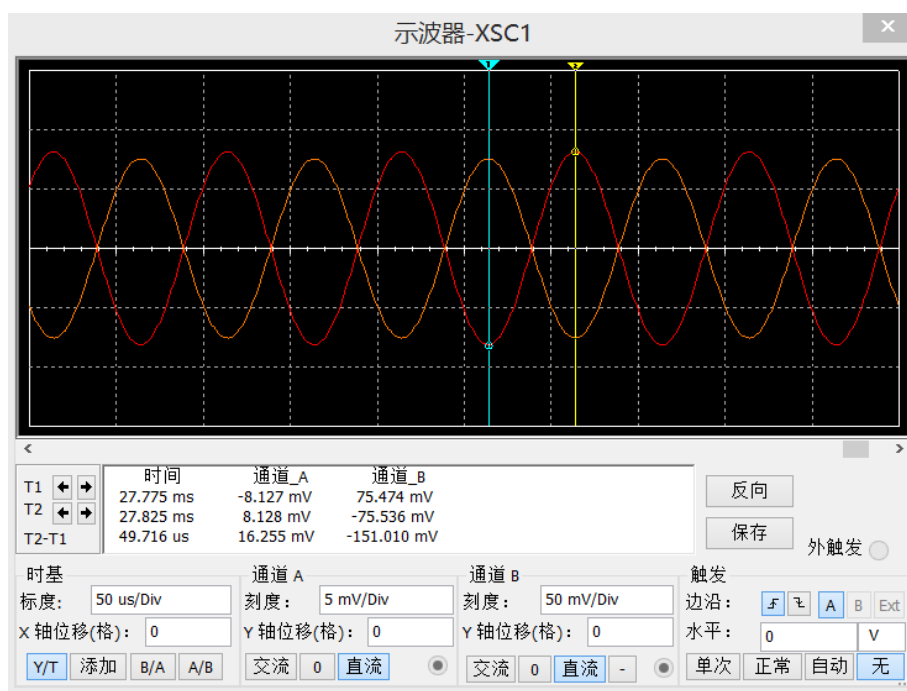 示波器-XSC1
×
1
2
时间 通道_A 通道_B
T1 27.775 ms -8.127 mV 75.474 mV
T2 27.825 ms 8.128 mV -75.536 mV
T2-T1 49.716 us 16.255 mV -151.010 mV
反向
保存
外触发
时基
标度: 50 us/Div
X 轴位移(格): 0
Y/T 添加 B/A A/B
通道 A
刻度: 5 mV/Div
Y 轴位移(格): 0
交流 0 直流
通道 B
刻度: 50 mV/Div
Y 轴位移(格): 0
交流 0 直流 -
触发
边沿: A B Ext
水平: 0 V
单次 正常 自动 无